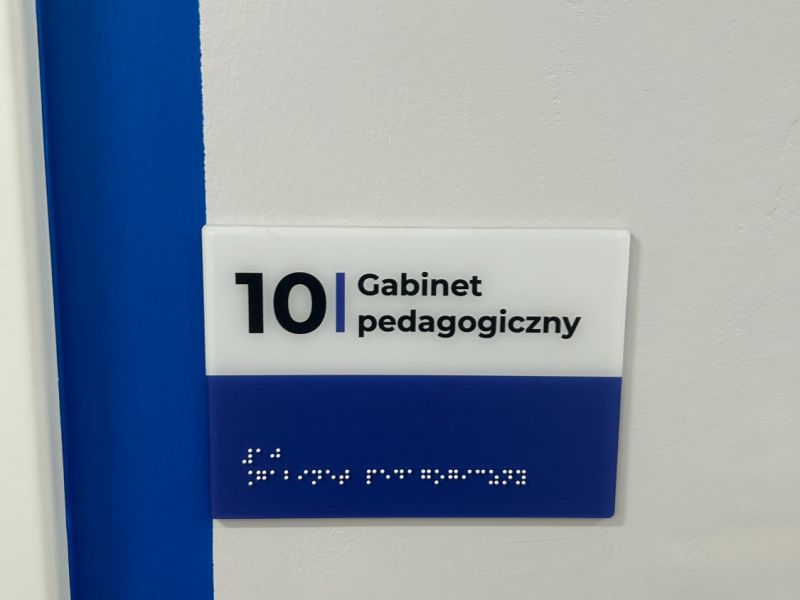 10 Gabinet
pedagogiczny
⠼⠁⠚
⠨⠛⠁⠃⠊⠝⠑⠞ ⠏⠑⠙⠁⠛⠕⠛⠊⠉⠵⠝⠽